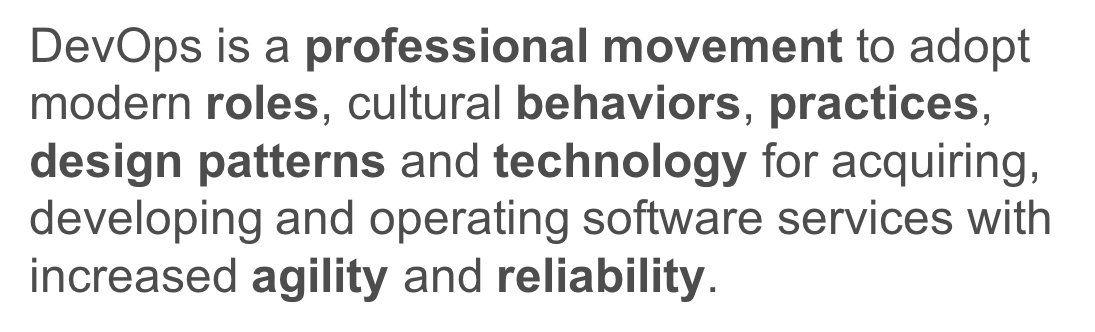 DevOps is a professional movement to adopt
modern roles, cultural behaviors, practices,
design patterns and technology for acquiring,
developing and operating software services with
increased agility and reliability.